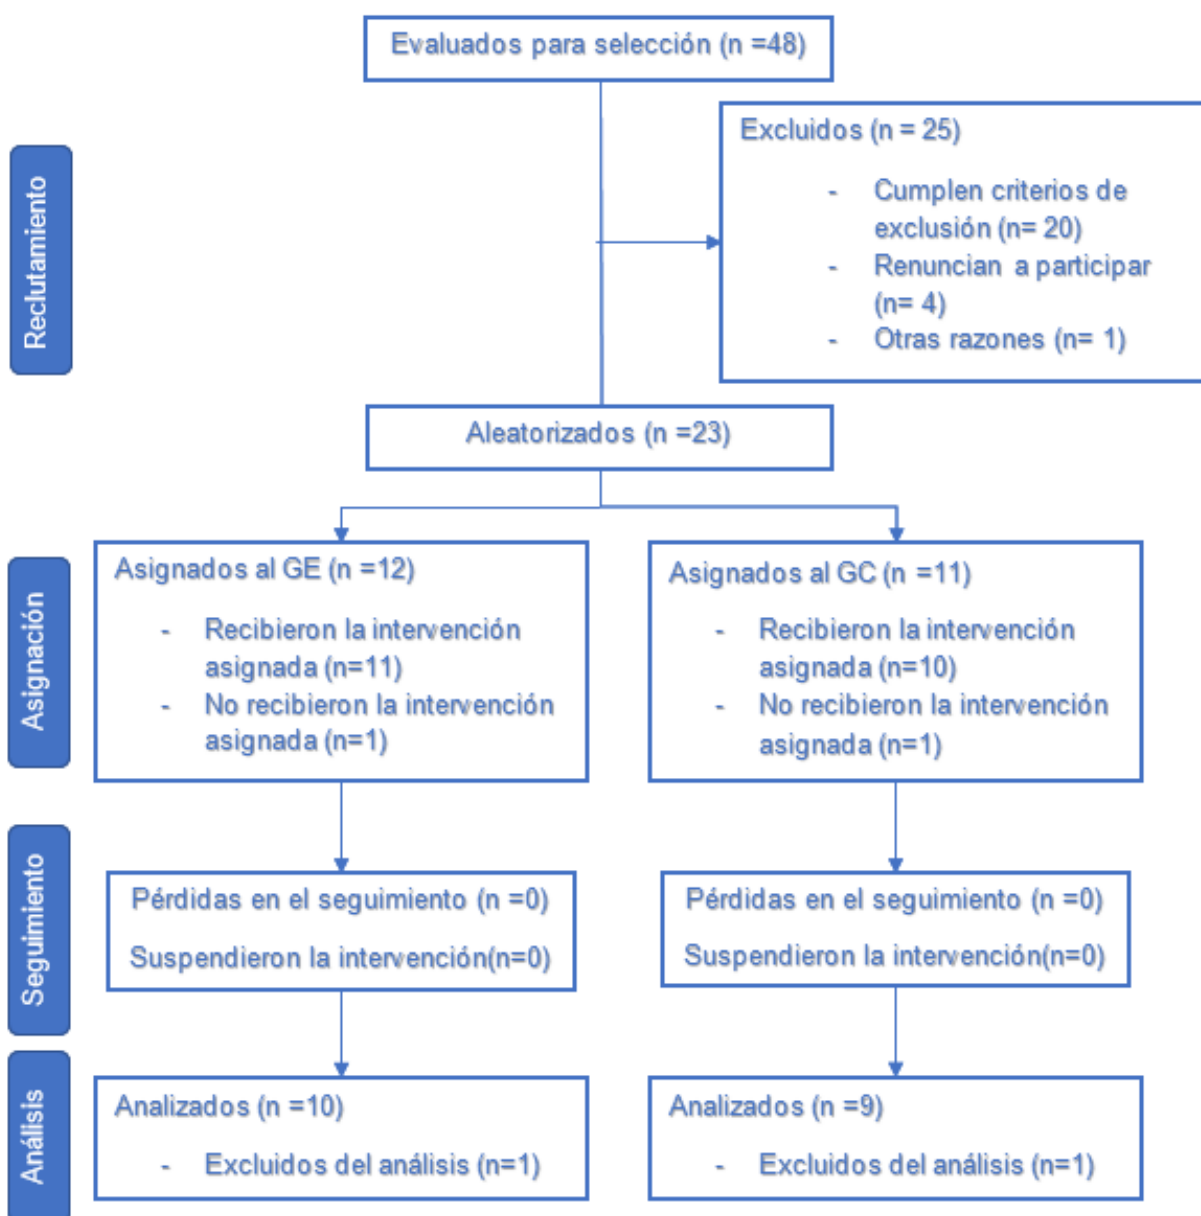 Evaluados para selección (n =48)
Reclutamiento
Excluidos (n = 25)
- Cumplen criterios de
exclusión (n= 20)
- Renuncian a participar
(n= 4)
- Otras razones (n= 1)
Aleatorizados (n =23)
Asignación
Asignados al GE (n =12)
- Recibieron la intervención
asignada (n=11)
- No recibieron la intervención
asignada (n=1)
Asignados al GC (n =11)
- Recibieron la intervención
asignada (n=10)
- No recibieron la intervención
asignada (n=1)
Seguimiento
Pérdidas en el seguimiento (n =0)
Suspendieron la intervención(n=0)
Pérdidas en el seguimiento (n =0)
Suspendieron la intervención(n=0)
Análisis
Analizados (n =10)
- Excluidos del análisis (n=1)
Analizados (n =9)
- Excluidos del análisis (n=1)